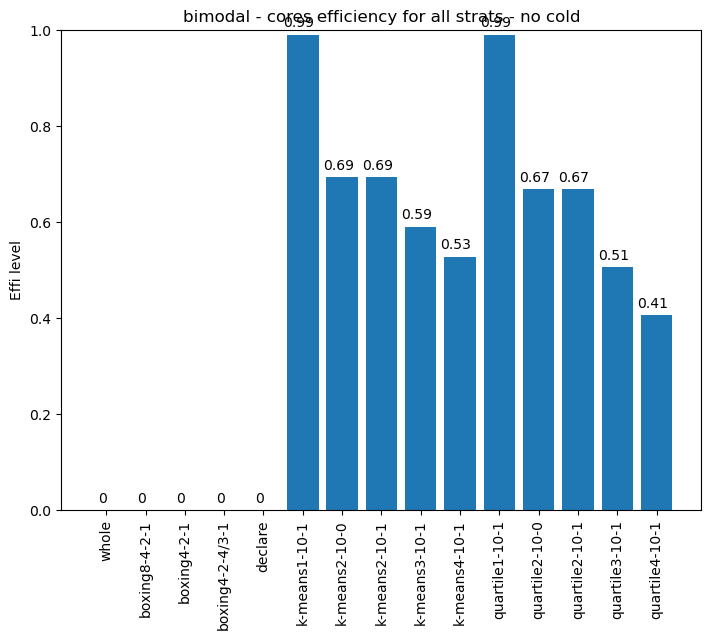 bimodal - cores efficiency for all strats - no cold
Effi level
1.0
0.8
0.6
0.4
0.2
0.0
0
0
0
0
0
0.99
0.69
0.69
0.59
0.53
0.99
0.67
0.67
0.51
0.41
whole
boxing8-4-2-1
boxing4-2-1
boxing4-2-4/3-1
declare
k-means1-10-1
k-means2-10-0
k-means2-10-1
k-means3-10-1
k-means4-10-1
quartile1-10-1
quartile2-10-0
quartile2-10-1
quartile3-10-1
quartile4-10-1